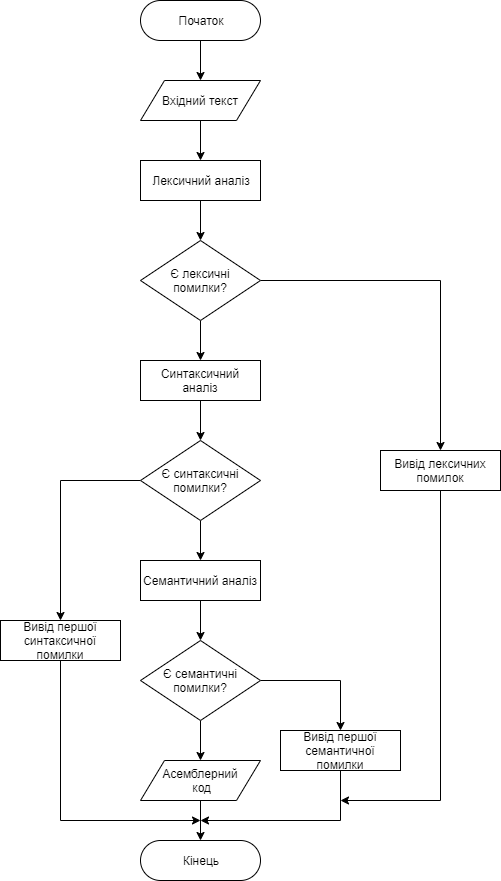 Початок
Вхідний текст
Лексичний аналіз
Є лексичні
помилки?
Синтаксичний
аналіз
Є синтаксичні
помилки?
Вивід лексичних
помилок
Семантичний аналіз
Вивід першої
синтаксичної
помилки
Є семантичні
помилки?
Вивід першої
семантичної
помилки
Асемблерний
код
Кінець